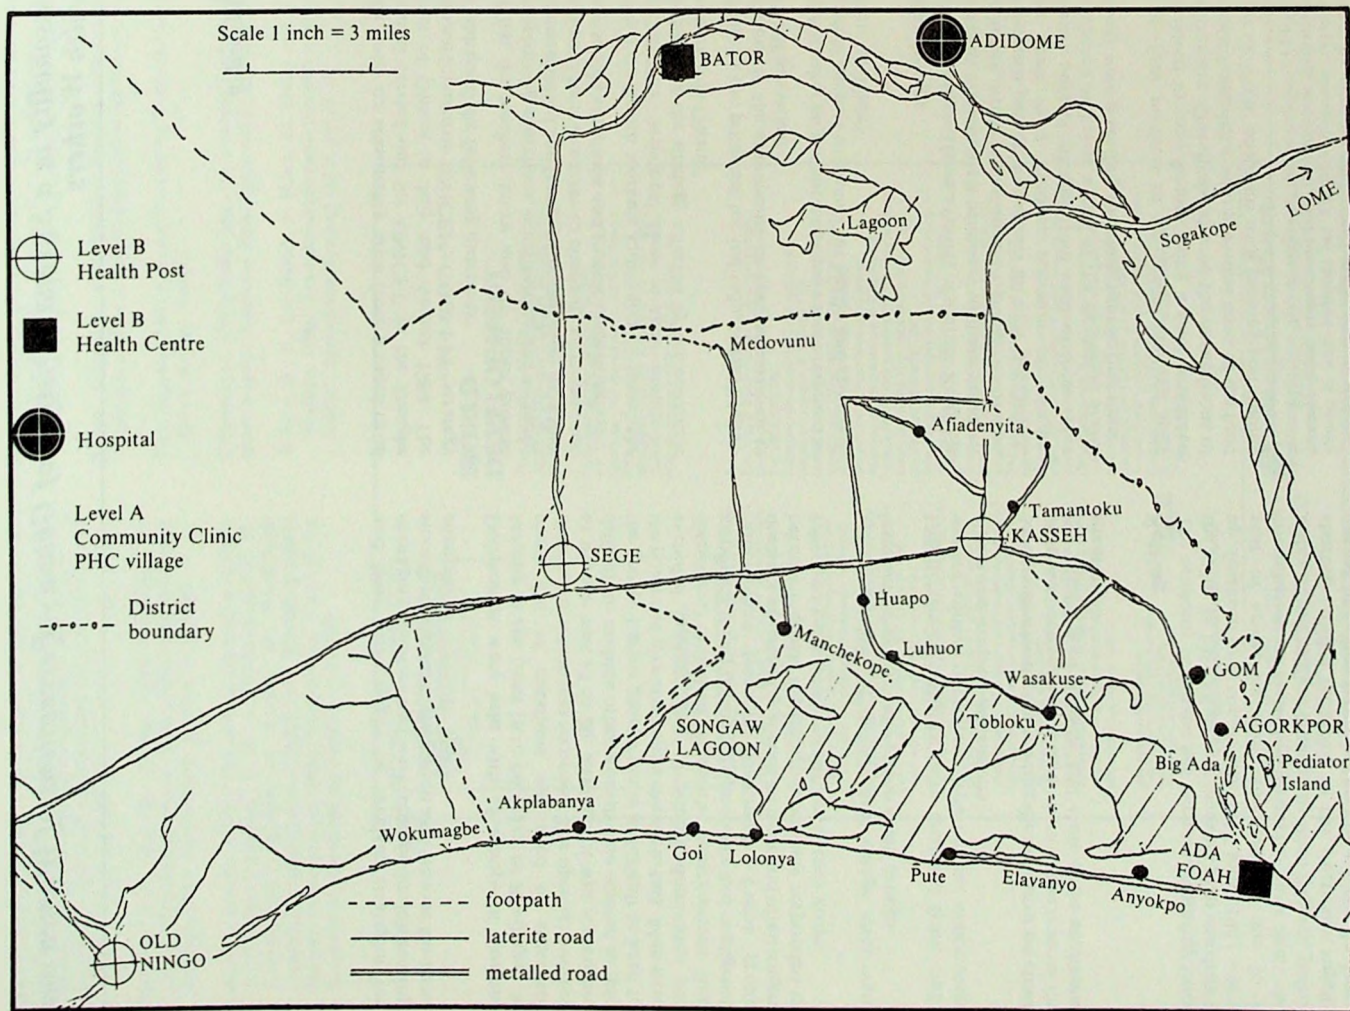 Scale 1 inch = 3 miles
BATOR
ADIDOME
LOME
Sogakope
Lagoon
Level B
Health Post
Level B
Health Centre
Hospital
Level A
Community Clinic
PHC village
District
boundary
Medovunu
Afiadenyita
Tamantoku
KASSEH
SEGE
Huapo
Manchekope.
Luhuor
Wasakuse
GOM
SONGAW
LAGOON
Tobloku
AGORKPOR
Big Ada
Pediator
Island
Akplabanya
Wokumagbe
Goi
Lolonya
Pute
Elavanyo
Anyokpo
ADA
FOAH
OLD
NINGO
footpath
laterite road
metalled road